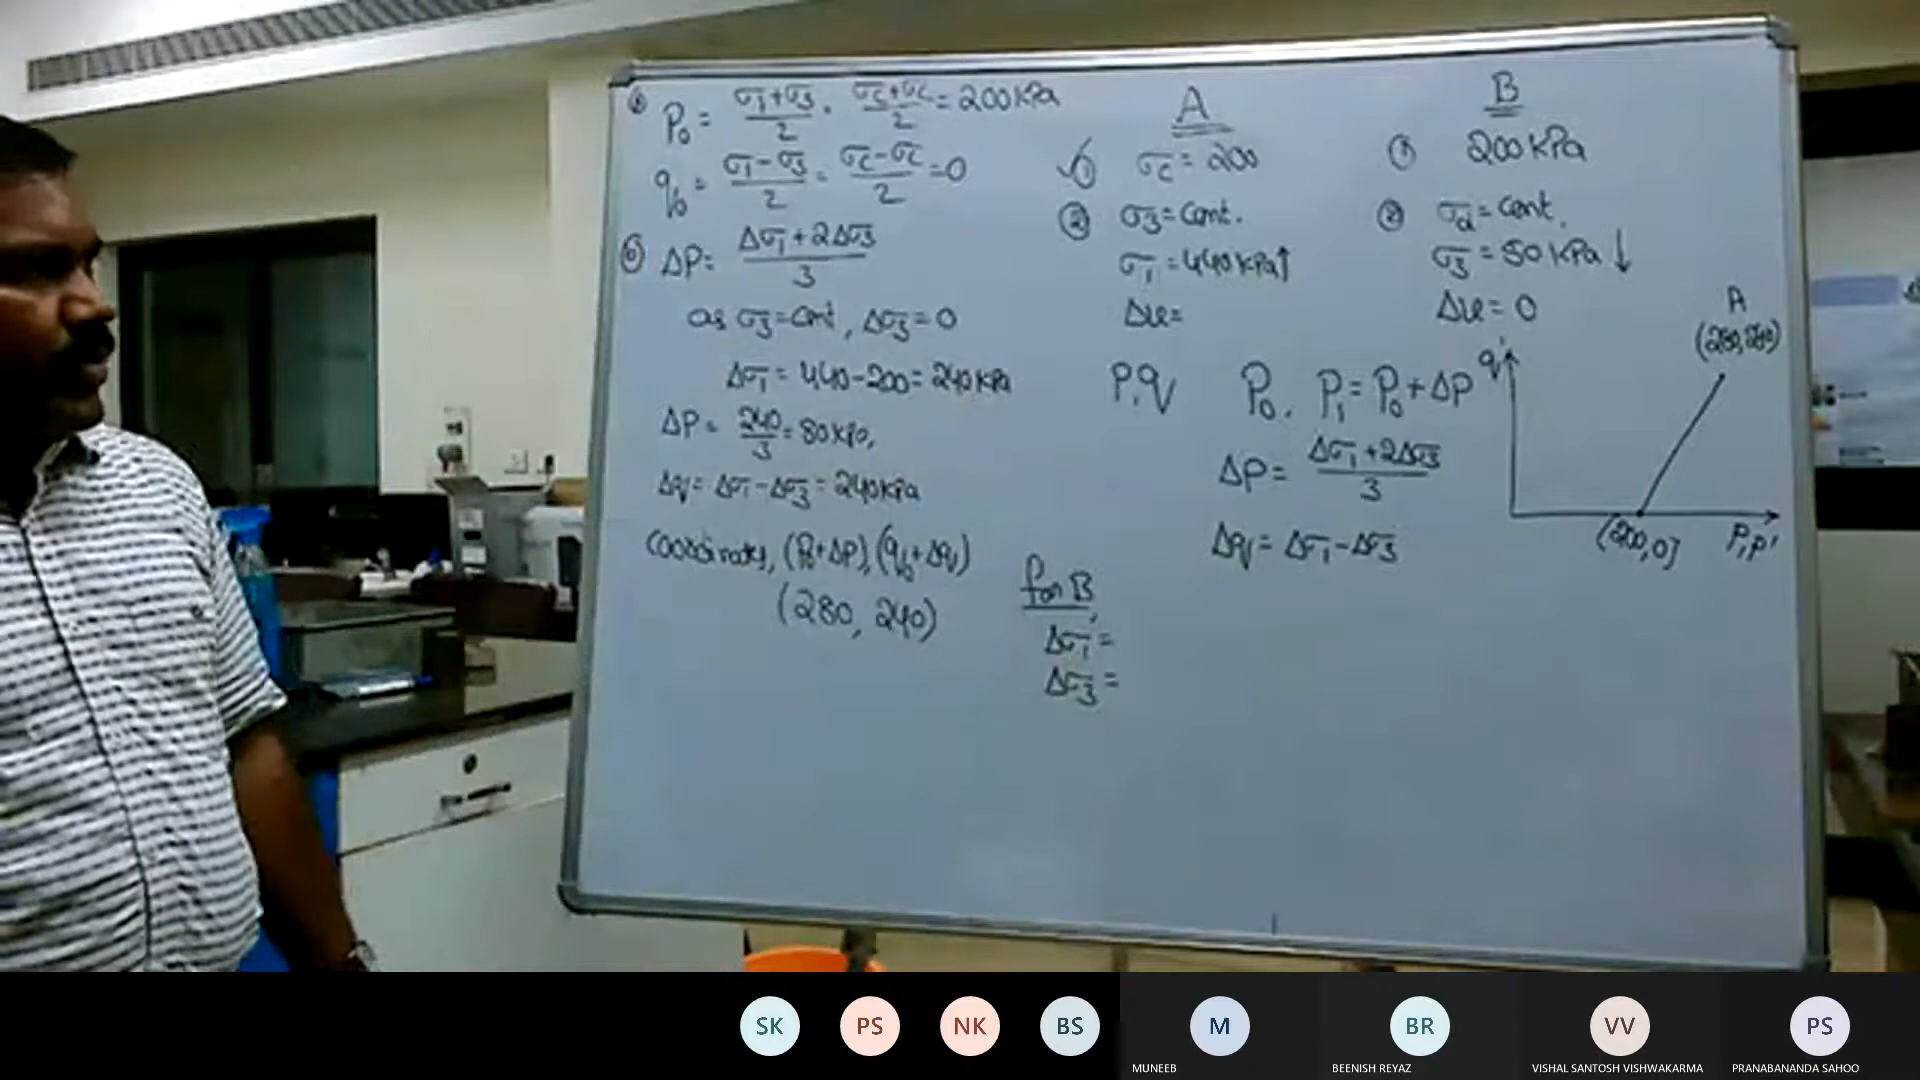 P₀ = (σ₁+σ₃)/2 = (σc+σc)/2 = 200 kPa
q₀ = (σ₁-σ₃)/2 = (σc-σc)/2 = 0
ΔP = (Δσ₁+2Δσ₃)/3
as σ₃ = cont, Δσ₃ = 0
Δσ₁ = 440-200 = 240 kPa
ΔP = 240/3 = 80 kPa,
Δq = Δσ₁-Δσ₃ = 240 kPa
Coordinates, (P₀+ΔP), (q₀+Δq)
(280, 240)
A
① σc = 200
② σ₃ = Cont.
σ₁ = 440 kPa ↑
Δu =
B
① 200 kPa
② σd = cont.
σ₃ = 50 kPa ↓
Δu = 0
P, q P₀, P₁ = P₀+ΔP
ΔP = (Δσ₁+2Δσ₃)/3
Δq = Δσ₁-Δσ₃
for B
Δσ₁ =
Δσ₃ =
q
A
(200,0)
P, P'
SK
PS
NK
BS
M
BR
VV
PS
MUNEEB
BEENISH REYAZ
VISHAL SANTOSH VISHWAKARMA
PRANABANANDA SAHOO